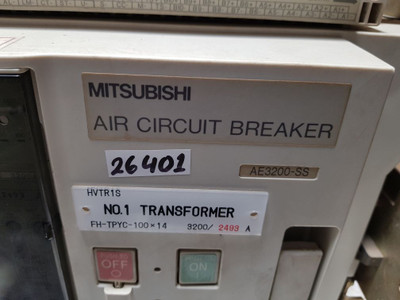 MITSUBISHI
AIR CIRCUIT BREAKER
26401
AE3200-SS
HVTR1S
NO.1 TRANSFORMER
FH-TPYC-100×14 3200/ 2493 A
OFF
ON